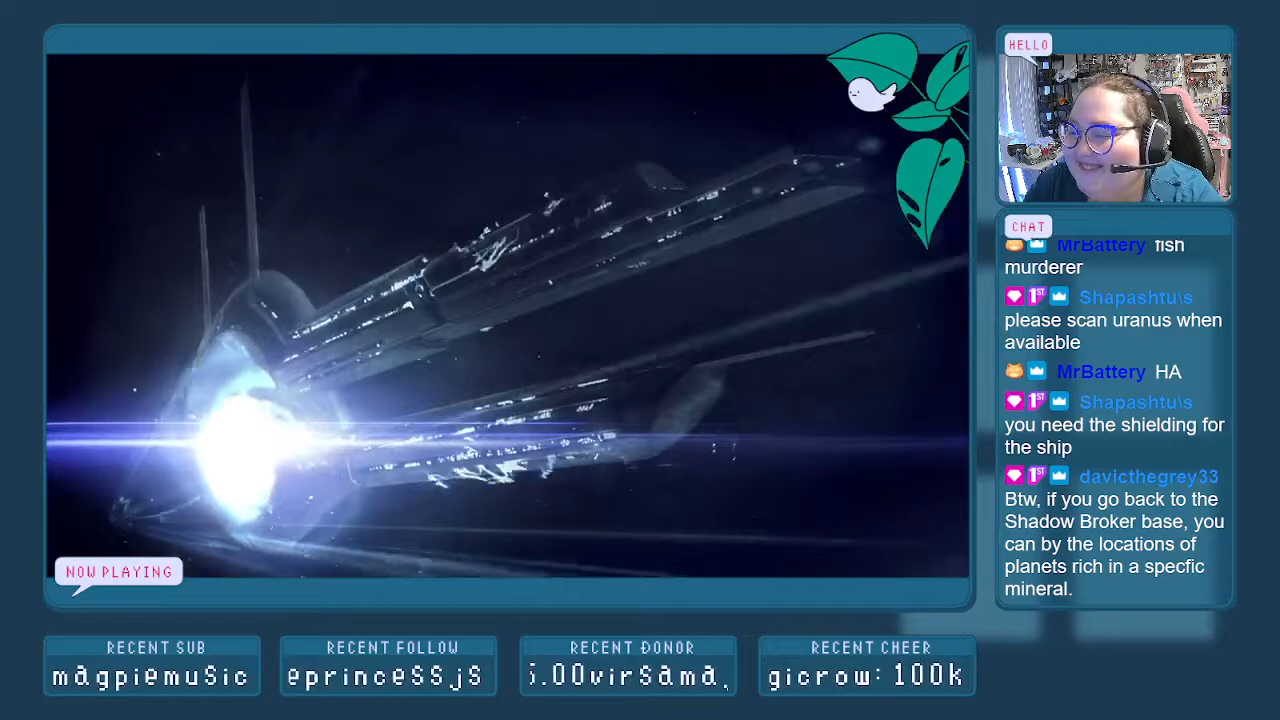 HELLO
CHAT
MrBattery fish
murderer
Shapashtu\s
please scan uranus when
available
MrBattery HA
Shapashtu\s
you need the shielding for
the ship
davicthegrey33
Btw, if you go back to the
Shadow Broker base, you
can by the locations of
planets rich in a specfic
mineral.
NOW PLAYING
RECENT SUB
magpiemuSic
RECENT FOLLOW
eprinceSSjS
RECENT DONOR
.00virSama,
RECENT CHEER
gicrow: 100k